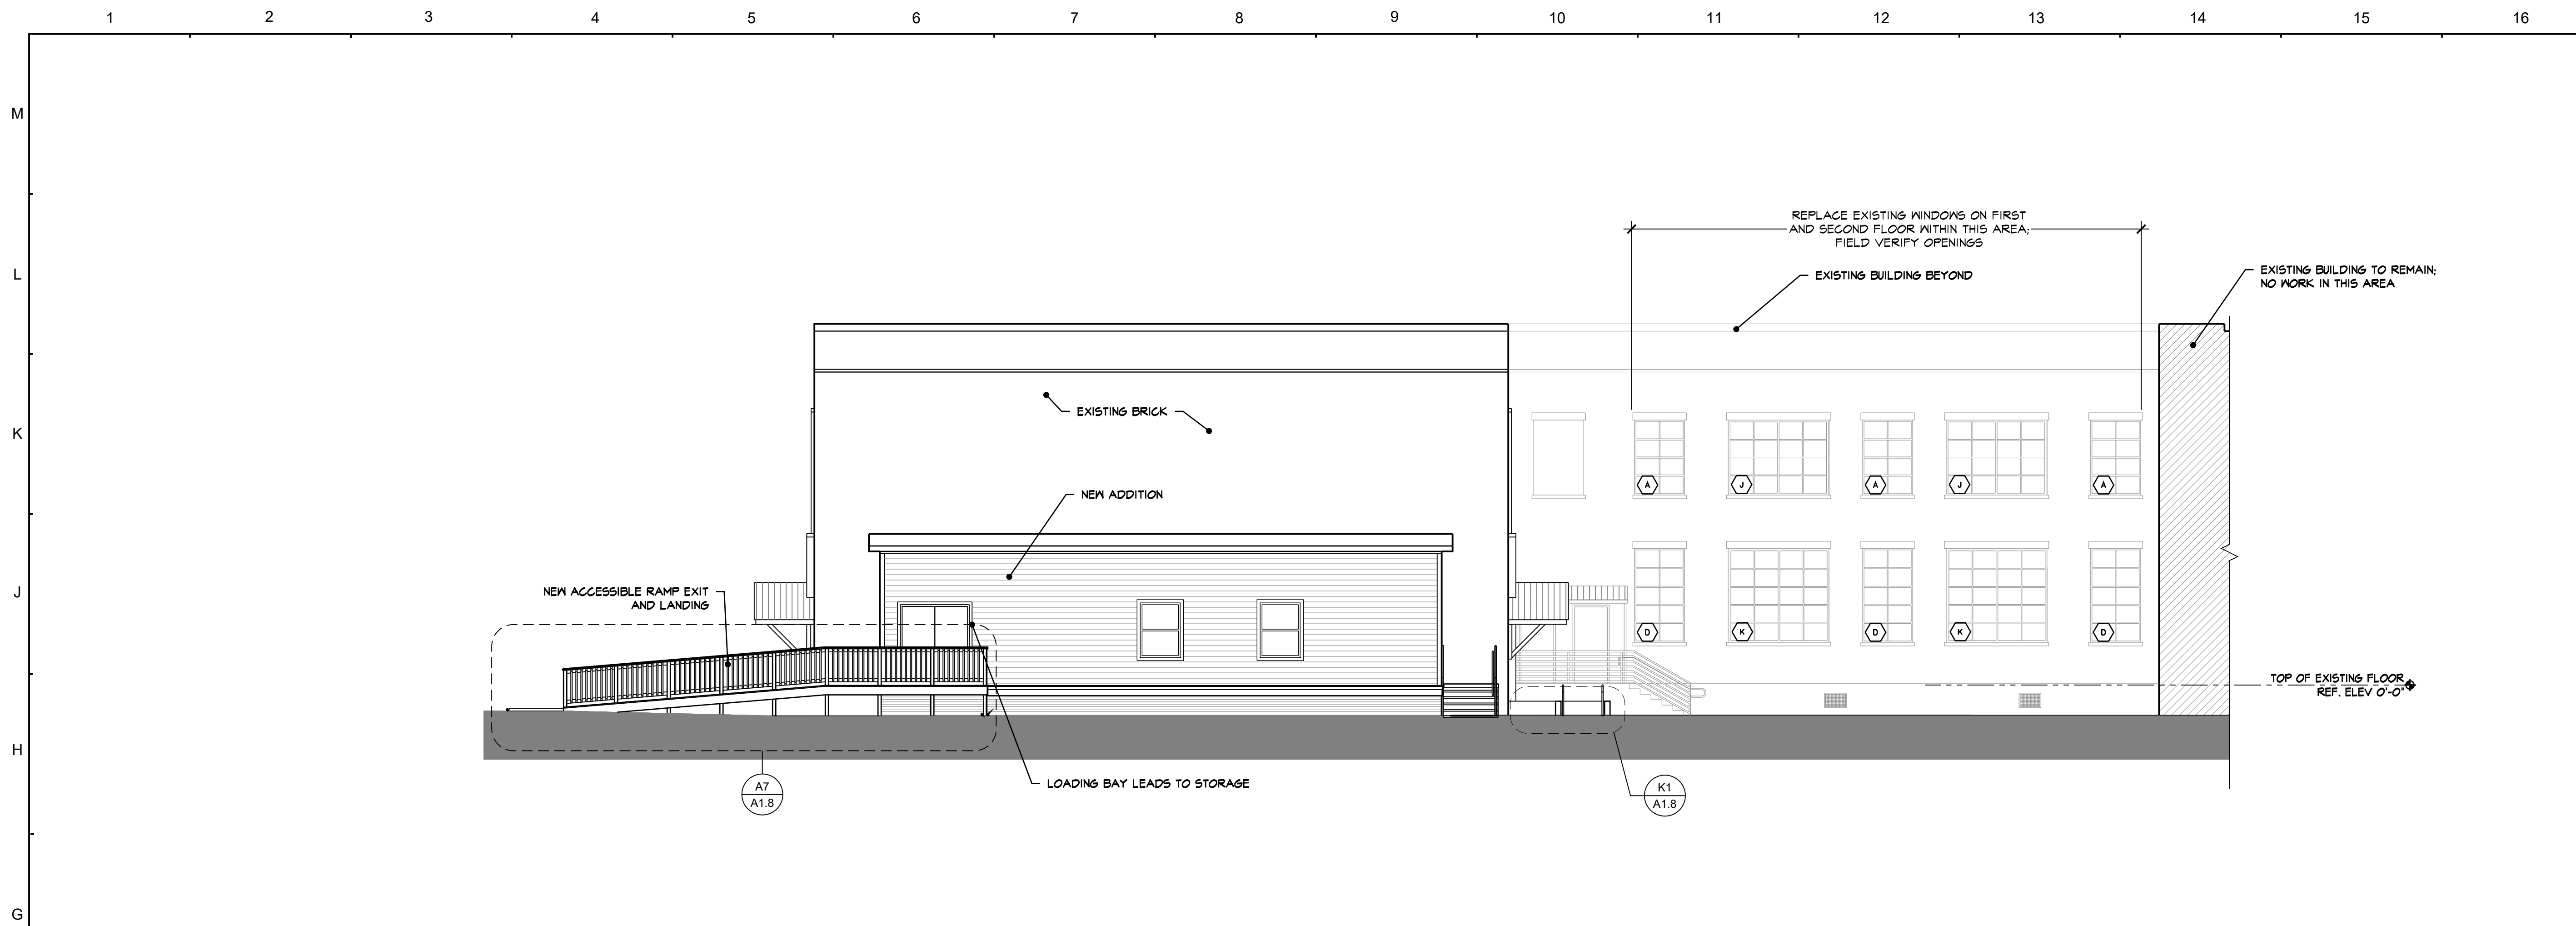 1 2 3 4 5 6 7 8 9 10 11 12 13 14 15 16
M
L
K
J
H
G
REPLACE EXISTING WINDOWS ON FIRST
AND SECOND FLOOR WITHIN THIS AREA;
FIELD VERIFY OPENINGS
EXISTING BUILDING BEYOND
EXISTING BUILDING TO REMAIN;
NO WORK IN THIS AREA
EXISTING BRICK
NEW ADDITION
A J A J A
NEW ACCESSIBLE RAMP EXIT
AND LANDING
D K D K D
TOP OF EXISTING FLOOR
REF. ELEV 0'-0"
LOADING BAY LEADS TO STORAGE
A7
A1.8
K1
A1.8